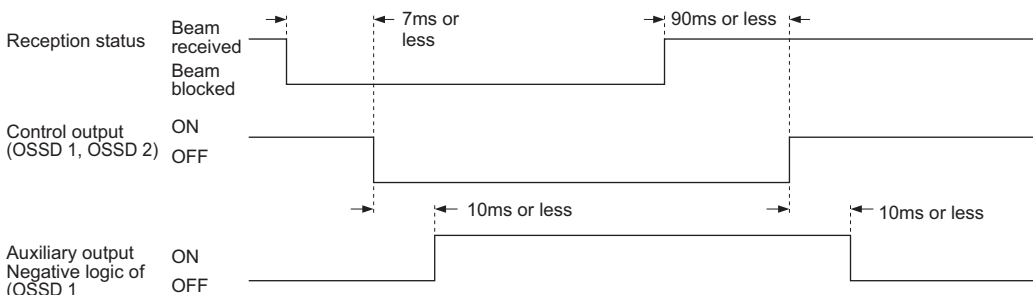 7ms or
less
90ms or less
Reception status
Beam
received
Beam
blocked
Control output
(OSSD 1, OSSD 2)
ON
OFF
10ms or less
10ms or less
Auxiliary output
Negative logic of
(OSSD 1
ON
OFF